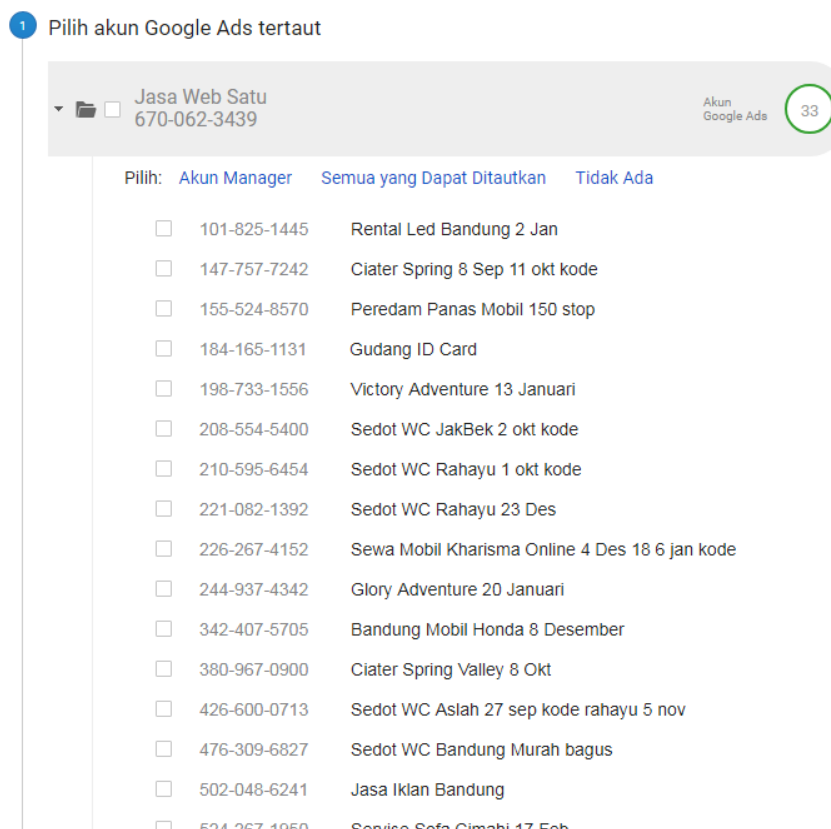 1 Pilih akun Google Ads tertaut
Jasa Web Satu
670-062-3439
Akun
Google Ads
33
Pilih: Akun Manager Semua yang Dapat Ditautkan Tidak Ada
101-825-1445 Rental Led Bandung 2 Jan
147-757-7242 Ciater Spring 8 Sep 11 okt kode
155-524-8570 Peredam Panas Mobil 150 stop
184-165-1131 Gudang ID Card
198-733-1556 Victory Adventure 13 Januari
208-554-5400 Sedot WC JakBek 2 okt kode
210-595-6454 Sedot WC Rahayu 1 okt kode
221-082-1392 Sedot WC Rahayu 23 Des
226-267-4152 Sewa Mobil Kharisma Online 4 Des 18 6 jan kode
244-937-4342 Glory Adventure 20 Januari
342-407-5705 Bandung Mobil Honda 8 Desember
380-967-0900 Ciater Spring Valley 8 Okt
426-600-0713 Sedot WC Aslah 27 sep kode rahayu 5 nov
476-309-6827 Sedot WC Bandung Murah bagus
502-048-6241 Jasa Iklan Bandung
524-267-1950 Servise Sofa Cimahi 17 Feb